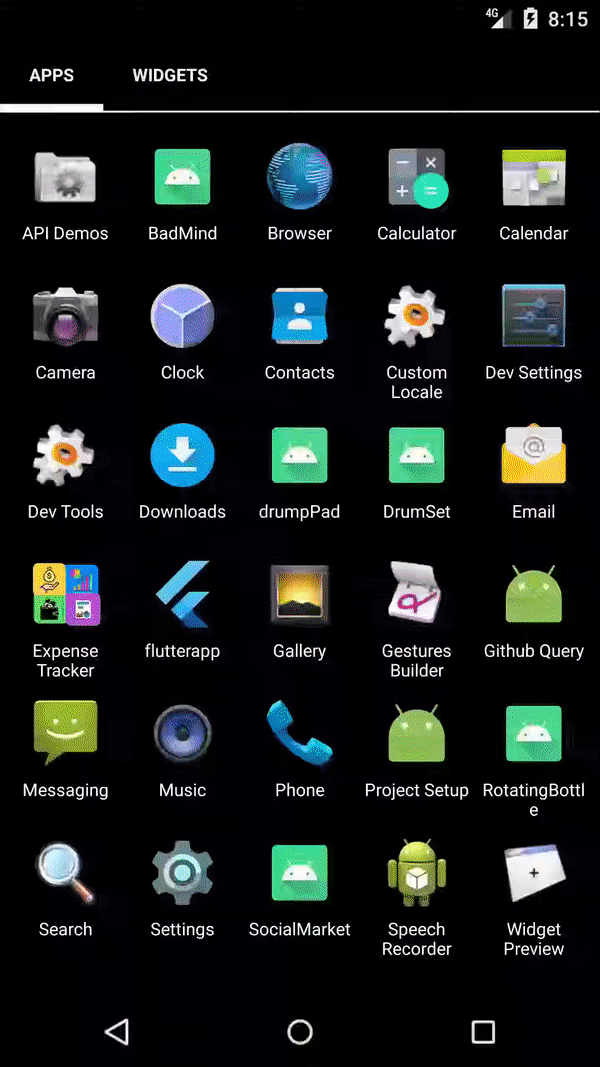 4G 8:15
APPS WIDGETS
API Demos BadMind Browser Calculator Calendar
Camera Clock Contacts Custom Dev Settings
Locale
Dev Tools Downloads drumpPad DrumSet Email
Expense flutterapp Gallery Gestures Github Query
Tracker Builder
Messaging Music Phone Project Setup RotatingBottl
e
Search Settings SocialMarket Speech Widget
Recorder Preview